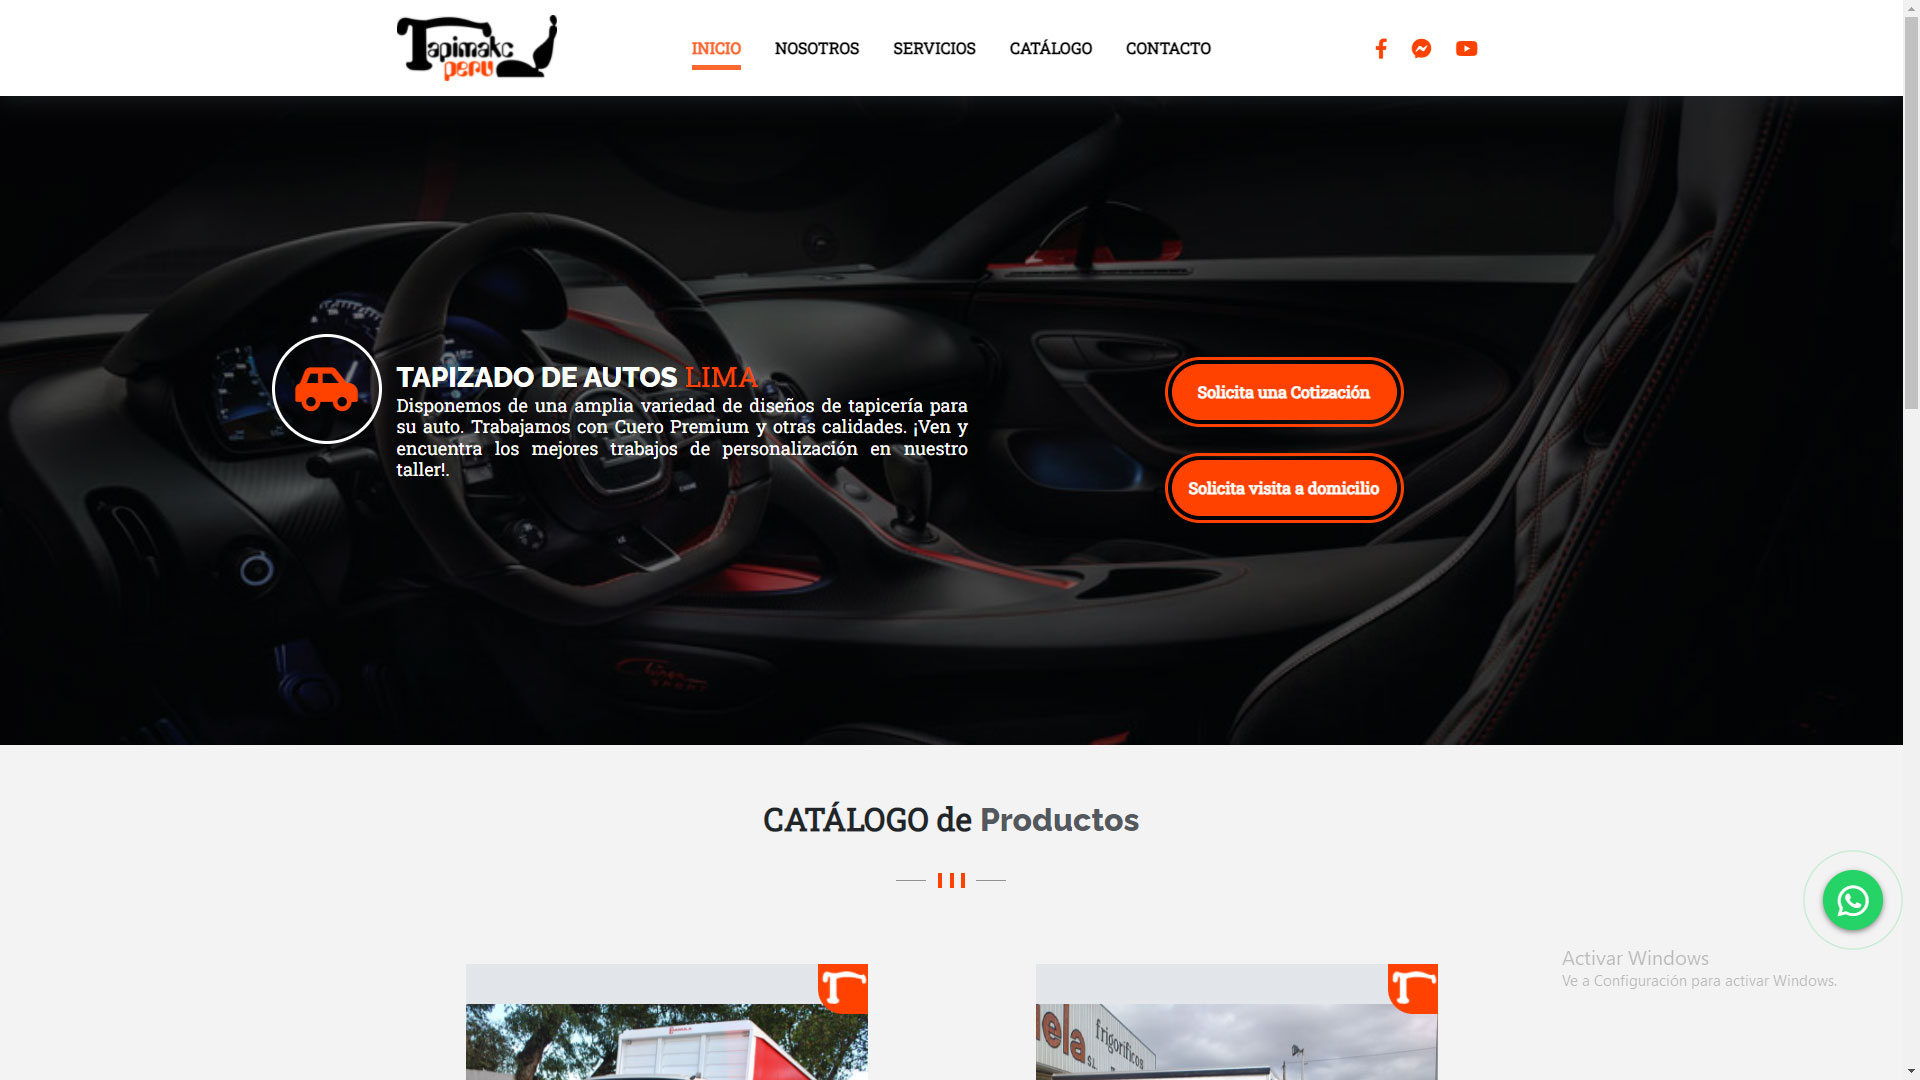 Tapimakc
peru
INICIO NOSOTROS SERVICIOS CATÁLOGO CONTACTO
TAPIZADO DE AUTOS LIMA
Disponemos de una amplia variedad de diseños de tapicería para
su auto. Trabajamos con Cuero Premium y otras calidades. ¡Ven y
encuentra los mejores trabajos de personalización en nuestro
taller!.
Solicita una Cotización
Solicita visita a domicilio
SPORT
CATÁLOGO de Productos
Activar Windows
Ve a Configuración para activar Windows.
ela
S.L.
frigoríficos